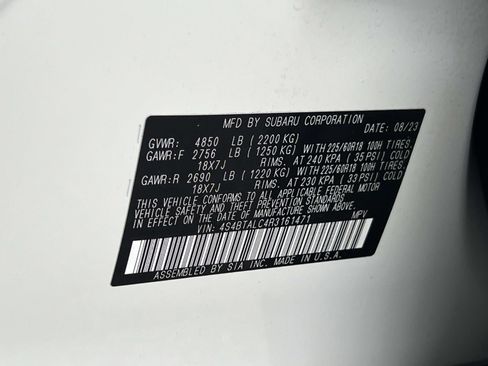 MFD BY SUBARU CORPORATION DATE: 08/23
GVWR: 4850 LB (2200 KG)
GAWR:F 2756 LB (1250 KG) WITH 225/60R18 100H TIRES,
18X7J RIMS. AT 240 KPA (35 PSI) COLD
GAWR:R 2690 LB (1220 KG) WITH 225/60R18 100H TIRES,
18X7J RIMS. AT 230 KPA (33 PSI) COLD
THIS VEHICLE CONFORMS TO ALL APPLICABLE FEDERAL MOTOR
VEHICLE SAFETY AND THEFT PREVENTION STANDARDS IN
EFFECT ON THE DATE OF MANUFACTURE SHOWN ABOVE.
VIN: 4S4BTALC4R3161471 MPV
ASSEMBLED BY SIA INC. MADE IN U.S.A.